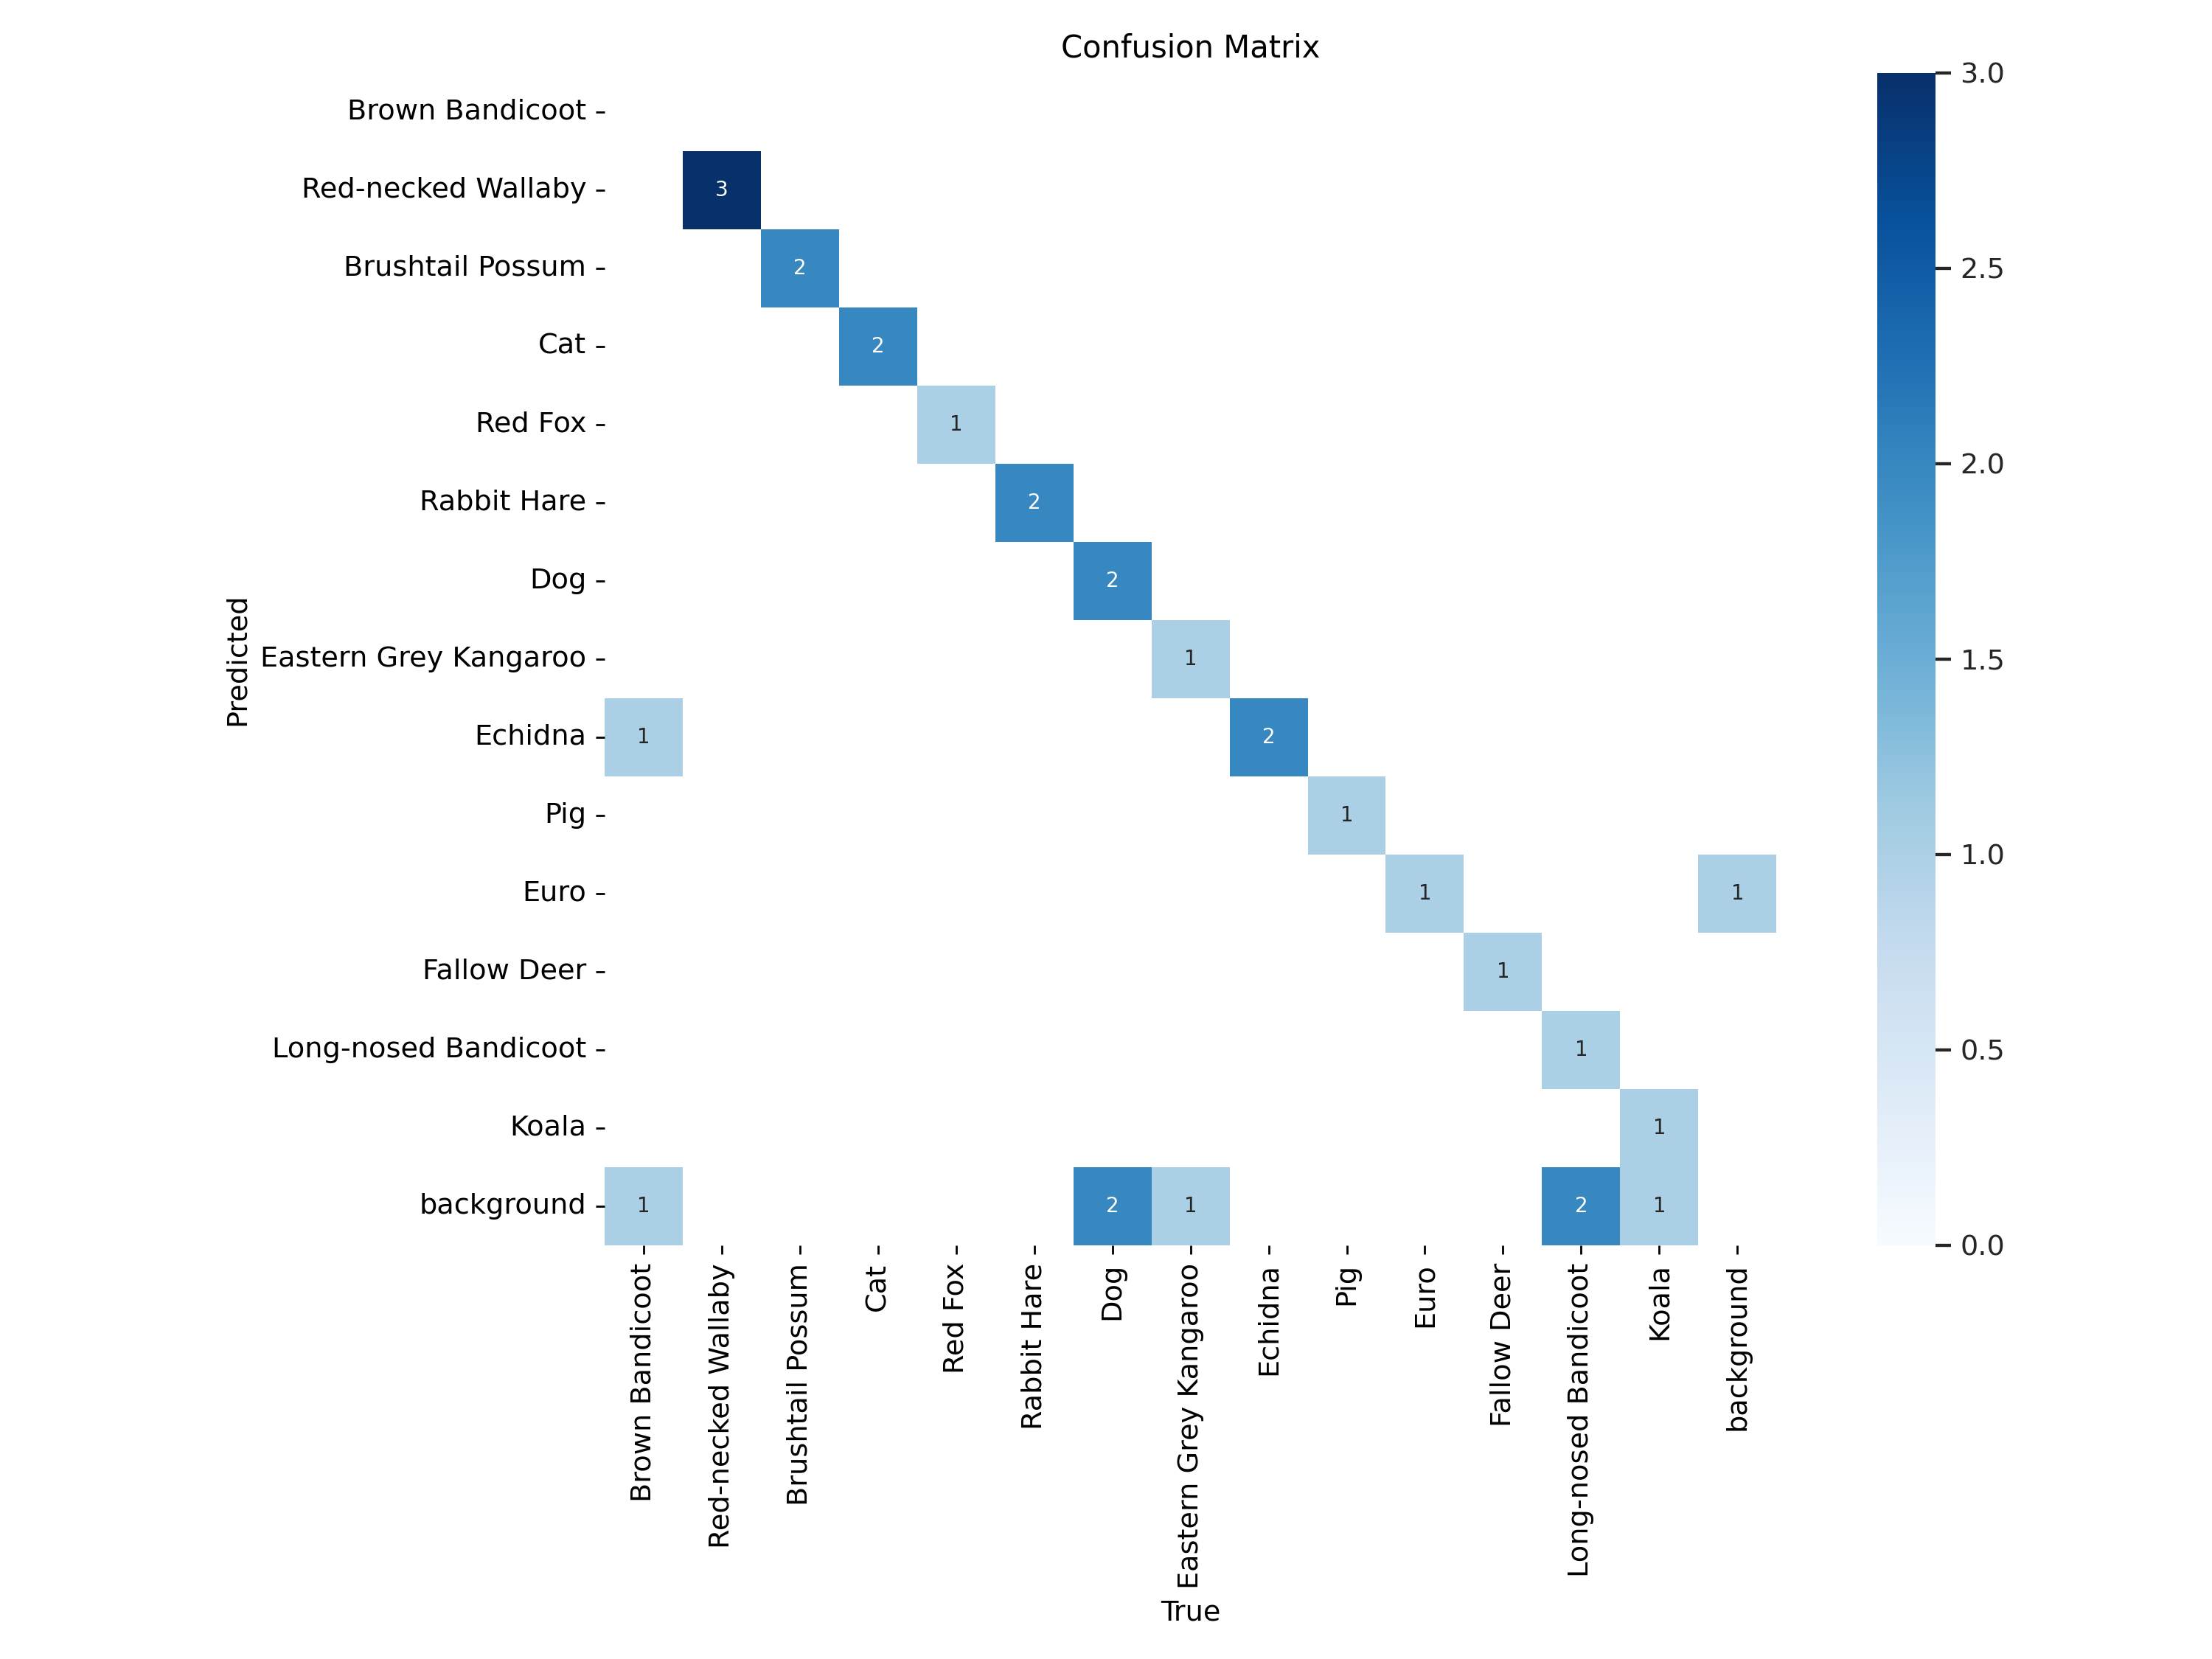 Confusion Matrix
Predicted
Brown Bandicoot
Red-necked Wallaby
3
Brushtail Possum
2
Cat
2
Red Fox
1
Rabbit Hare
2
Dog
2
Eastern Grey Kangaroo
1
Echidna
1
2
Pig
1
Euro
1
1
Fallow Deer
1
Long-nosed Bandicoot
1
Koala
1
background
1
2
1
2
1
Brown Bandicoot
Red-necked Wallaby
Brushtail Possum
Cat
Red Fox
Rabbit Hare
Dog
Eastern Grey Kangaroo
Echidna
Pig
Euro
Fallow Deer
Long-nosed Bandicoot
Koala
background
True
3.0
2.5
2.0
1.5
1.0
0.5
0.0